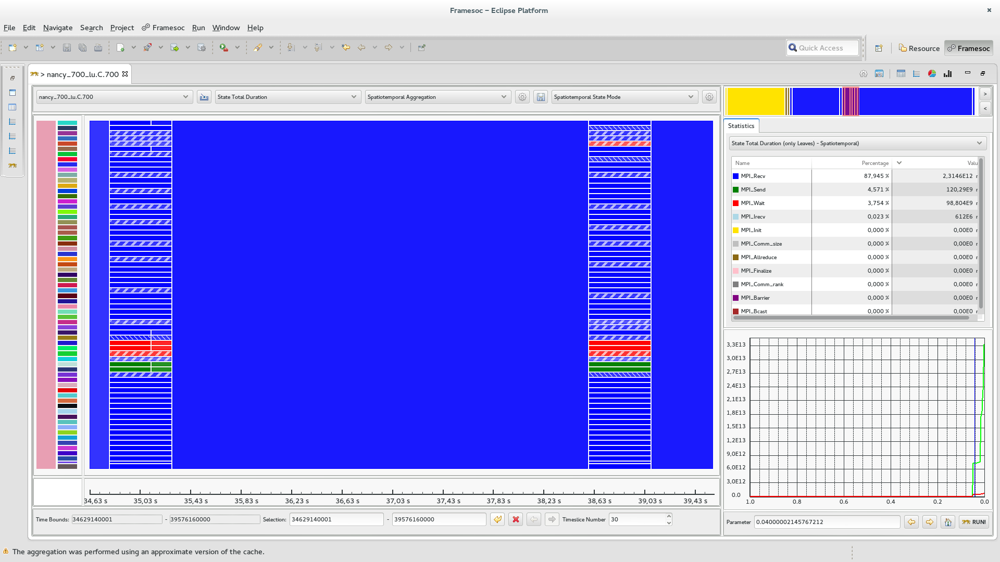 Framesoc – Eclipse Platform
File Edit Navigate Search Project Framesoc Run Window Help
Quick Access
Resource
Framesoc
> nancy_700_lu.C.700
nancy_700_lu.C.700
State Total Duration
Spatiotemporal Aggregation
Spatiotemporal State Mode
>
<
Statistics
State Total Duration (only Leaves) - Spatiotemporal)
Name Percentage Valu
MPI_Recv 87,945 % 2,3146E12
MPI_Send 4,571 % 120,29E9
MPI_Wait 3,754 % 98,804E9
MPI_Irecv 0,023 % 612E6
MPI_Init 0,000 % 0,00E0
MPI_Comm_size 0,000 % 0,00E0
MPI_Allreduce 0,000 % 0,00E0
MPI_Finalize 0,000 % 0,00E0
MPI_Comm_rank 0,000 % 0,00E0
MPI_Barrier 0,000 % 0,00E0
MPI_Bcast 0,000 % 0,00E0
3,3E13
3,0E13
2,7E13
2,4E13
2,1E13
1,8E13
1,5E13
1,2E13
9,0E12
6,0E12
3,0E12
0.0
1.0 0.8 0.6 0.4 0.2 0.0
34,63 s 35,03 s 35,43 s 35,83 s 36,23 s 36,63 s 37,03 s 37,43 s 37,83 s 38,23 s 38,63 s 39,03 s 39,43 s
Time Bounds: 34629140001 - 39576160000 Selection: 34629140001 - 39576160000 Timeslice Number 30
Parameter 0.04000002145767212 RUN!
The aggregation was performed using an approximate version of the cache.